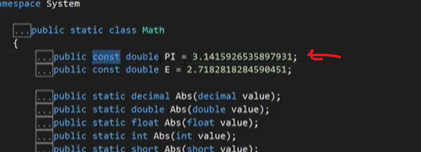 namespace System
...public static class Math
{
...public const double PI = 3.1415926535897931;
...public const double E = 2.7182818284590451;
...public static decimal Abs(decimal value);
...public static double Abs(double value);
...public static float Abs(float value);
...public static int Abs(int value);
...public static short Abs(short value);